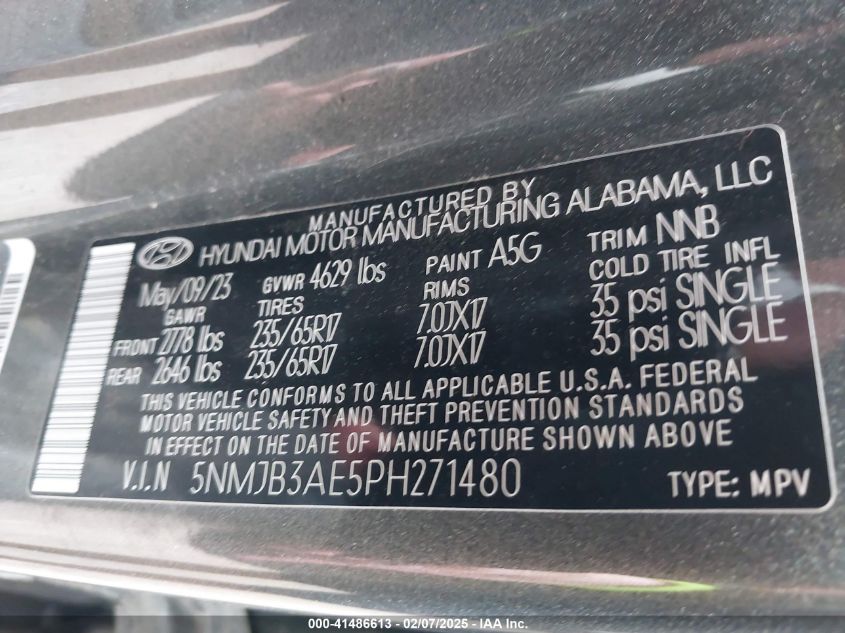 MANUFACTURED BY
HYUNDAI MOTOR MANUFACTURING ALABAMA, LLC
May/09/23 GVWR 4629 lbs PAINT A5G TRIM NNB
GAWR TIRES RIMS COLD TIRE INFL
FRONT 2778 lbs 235/65R17 7.0JX17 35 psi SINGLE
REAR 2646 lbs 235/65R17 7.0JX17 35 psi SINGLE
THIS VEHICLE CONFORMS TO ALL APPLICABLE U.S.A. FEDERAL
MOTOR VEHICLE SAFETY AND THEFT PREVENTION STANDARDS
IN EFFECT ON THE DATE OF MANUFACTURE SHOWN ABOVE
V.I.N 5NMJB3AE5PH271480 TYPE: MPV
000-41486613 - 02/07/2025 - IAA Inc.